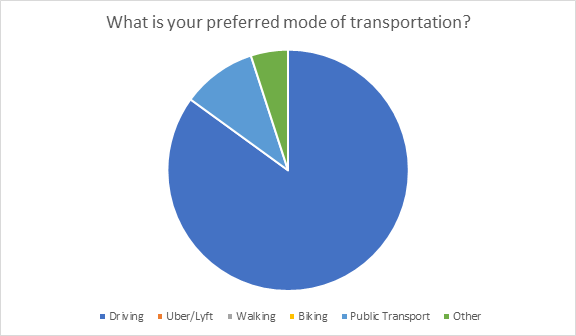 What is your preferred mode of transportation?
Driving Uber/Lyft Walking Biking Public Transport Other